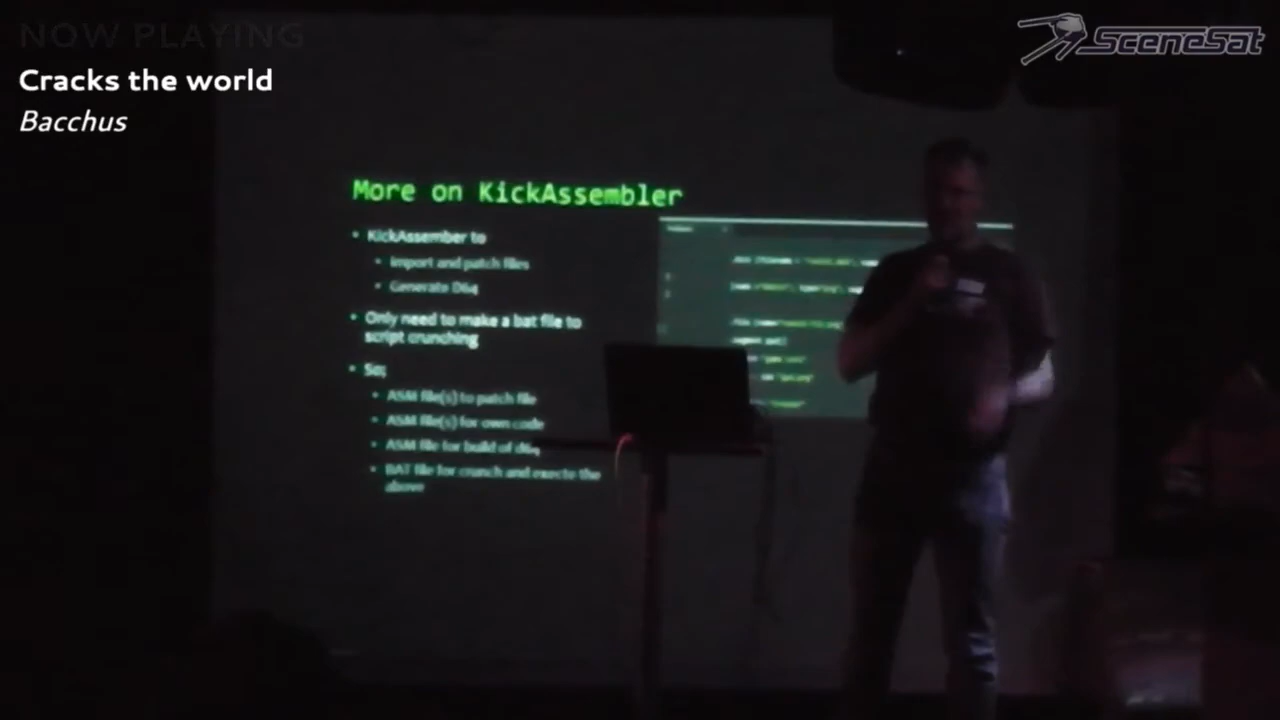 NOW PLAYING
Cracks the world
Bacchus
SceneSat
More on KickAssembler
• KickAssember to
• Import and patch files
• Generate D64
• Only need to make a bat file to
script crunching
• So;
• ASM file(s) to patch file
• ASM file(s) for own code
• ASM file for build of d64
• BAT file for crunch and execte the
above